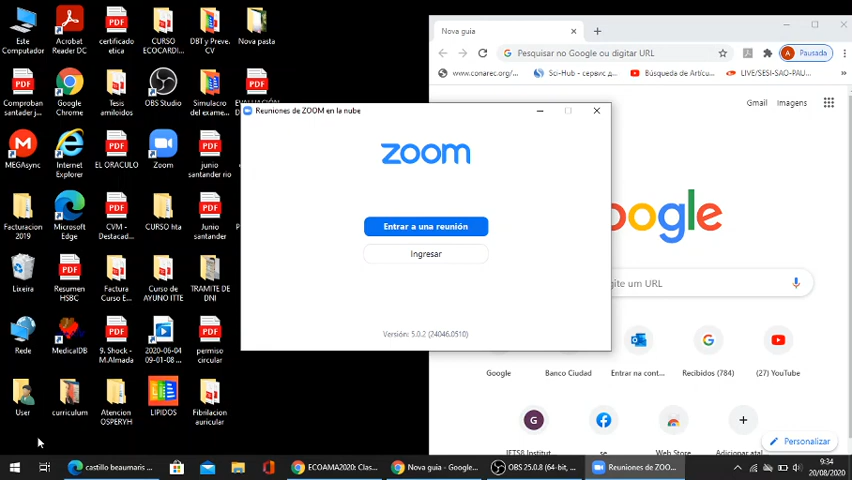 Este
Computador
Acrobat
Reader DC
certificado
etica
CURSO
ECOCARDI...
DBT y Preve.
CV
Nova pasta
Comproban
santander j...
Google
Chrome
Tesis
amiloidos
OBS Studio
Simulacro
del exame...
EVALUACIÓN
MEGAsync
Internet
Explorer
EL ORACULO
Zoom
junio
santander rio
Facturacion
2019
Microsoft
Edge
CVM -
Destacad...
CURSO hta
Junio
santander
Lixeira
Resumen
HSBC
Factura
Curso E...
Curso de
AYUNO ITTE
TRAMITE DE
DNI
Rede
MedicalDB
9. Shock -
M.Almada
2020-06-04
09-01-08 ...
permiso
circular
User
curriculum
Atencion
OSPERYH
LIPIDOS
Fibrilacion
auricular
Reuniones de ZOOM en la nube
zoom
Entrar a una reunión
Ingresar
Versión: 5.0.2 (24046.0510)
Nova guia
Pesquisar no Google ou digitar URL
A
Pausada
www.conarec.org/...
Sci-Hub - сервис д...
Búsqueda de Artícu...
LIVE/SESI-SAO-PAU...
Gmail Imagens
oogle
igite um URL
Google
Banco Ciudad
Entrar na cont...
Recibidos (784)
(27) YouTube
G
IETS8 Institut
se
Web Store
Adicionar atal
Personalizar
castillo beaumaris ...
ECOAMA2020: Clas...
Nova guia - Google...
OBS 25.0.8 (64-bit, ...
Reuniones de ZOO...
9:34
20/08/2020